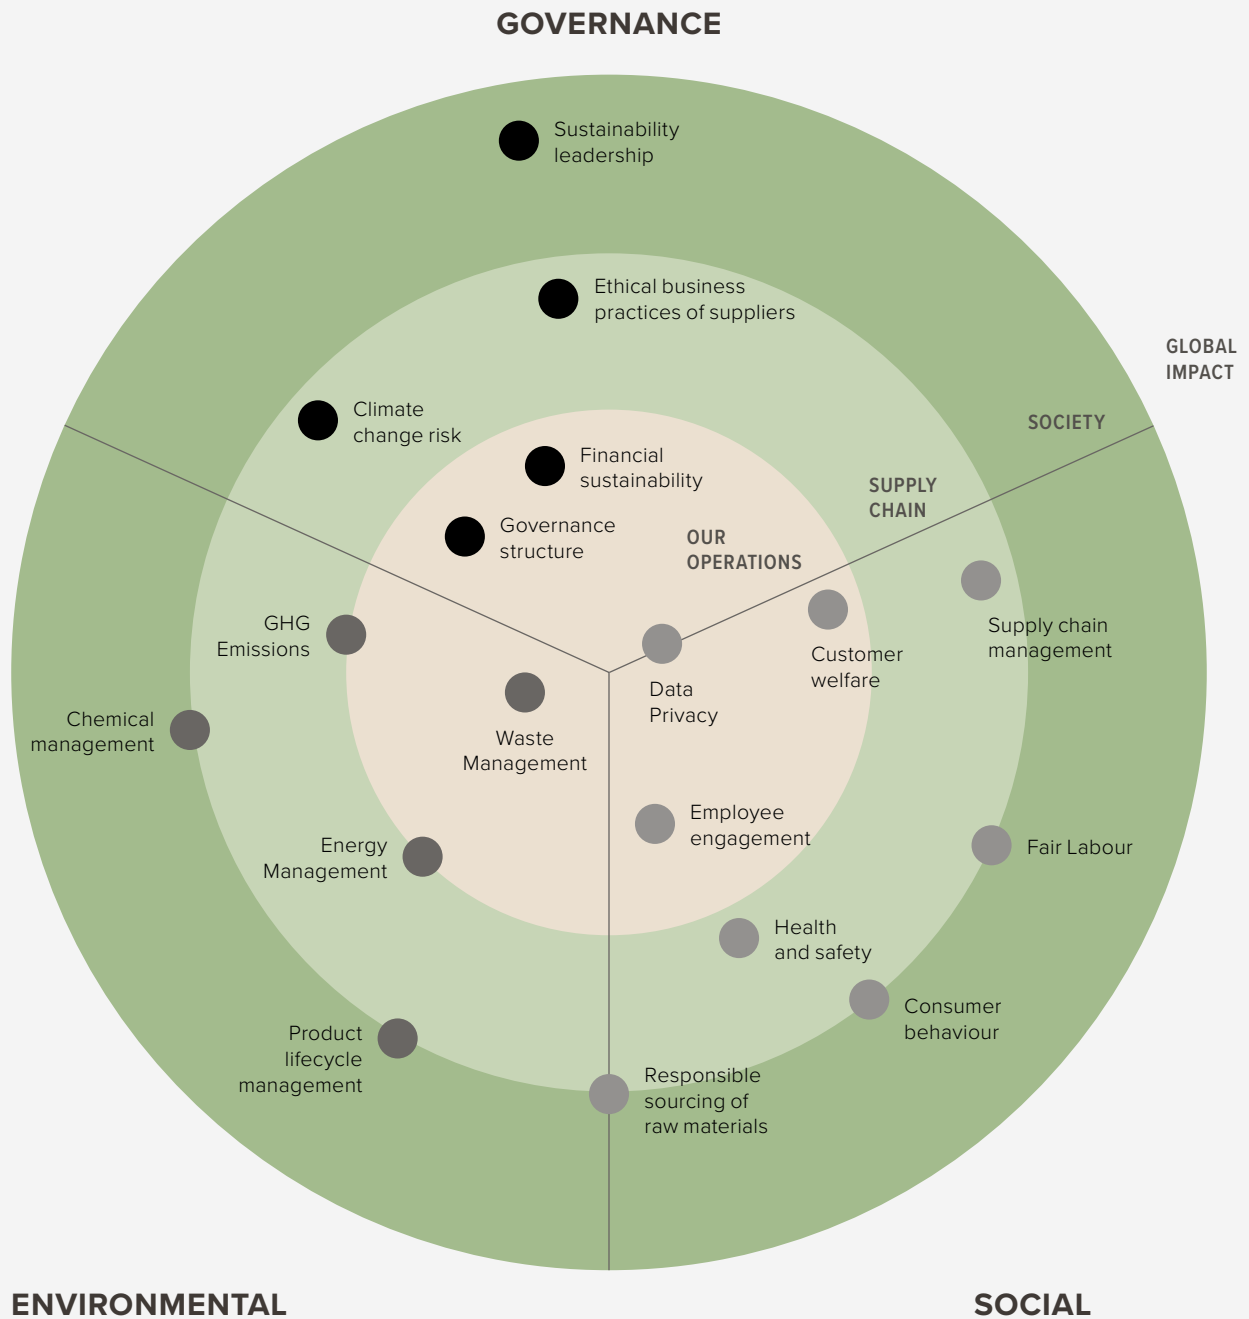 GOVERNANCE
Sustainability
leadership
Ethical business
practices of suppliers
GLOBAL
IMPACT
SOCIETY
Climate
change risk
Financial
sustainability
SUPPLY
CHAIN
Governance
structure
OUR
OPERATIONS
GHG
Emissions
Supply chain
management
Customer
welfare
Data
Privacy
Chemical
management
Waste
Management
Employee
engagement
Energy
Management
Fair Labour
Health
and safety
Consumer
behaviour
Product
lifecycle
management
Responsible
sourcing of
raw materials
ENVIRONMENTAL
SOCIAL